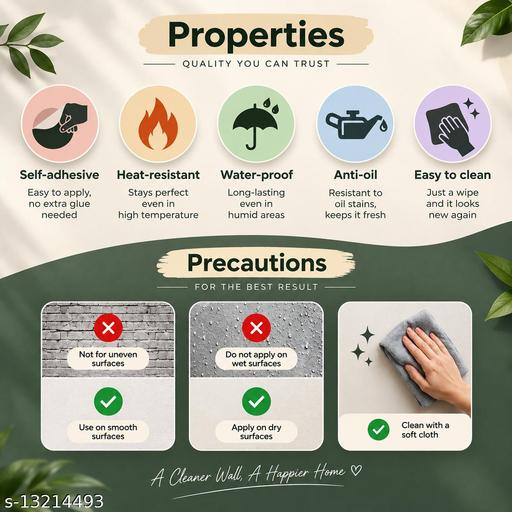 Properties
QUALITY YOU CAN TRUST
Self-adhesive
Easy to apply,
no extra glue
needed
Heat-resistant
Stays perfect
even in
high temperature
Water-proof
Long-lasting
even in
humid areas
Anti-oil
Resistant to
oil stains,
keeps it fresh
Easy to clean
Just a wipe
and it looks
new again
Precautions
FOR THE BEST RESULT
Not for uneven
surfaces
Use on smooth
surfaces
Do not apply on
wet surfaces
Apply on dry
surfaces
Clean with a
soft cloth
A Cleaner Wall, A Happier Home
s-13214493